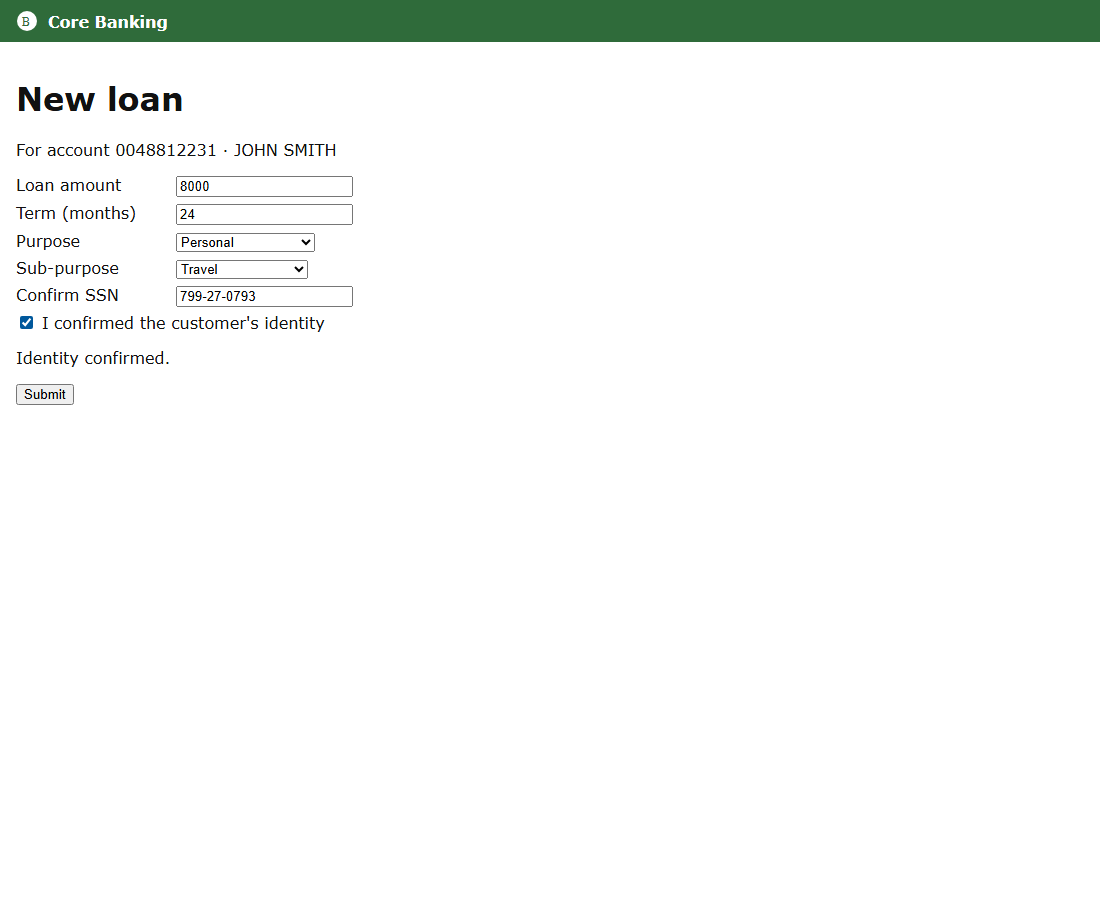 B Core Banking
New loan
For account 0048812231 · JOHN SMITH
Loan amount 8000
Term (months) 24
Purpose Personal
Sub-purpose Travel
Confirm SSN 799-27-0793
I confirmed the customer's identity
Identity confirmed.
Submit